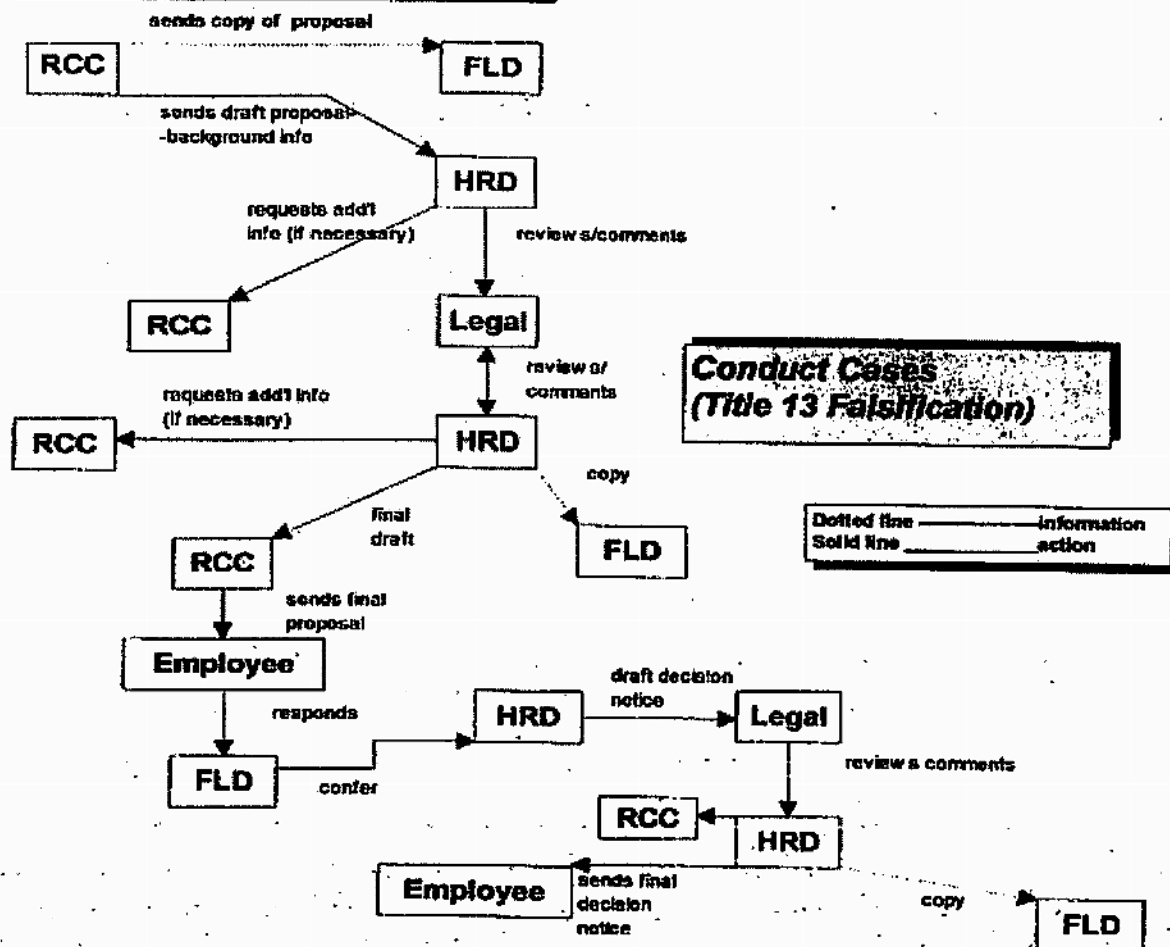 sends copy of proposal
RCC
FLD
sends draft proposal-
-background info
HRD
requests add'l
info (if necessary)
reviews/comments
RCC
Legal
reviews/
comments
Conduct Cases
(Title 13 Falsification)
requests add'l info
(if necessary)
RCC
HRD
copy
final
draft
FLD
Dotted line information
Solid line action
RCC
sends final
proposal
Employee
responds
HRD
draft decision
notice
Legal
FLD
confer
reviews comments
RCC
HRD
Employee
sends final
decision
notice
copy
FLD